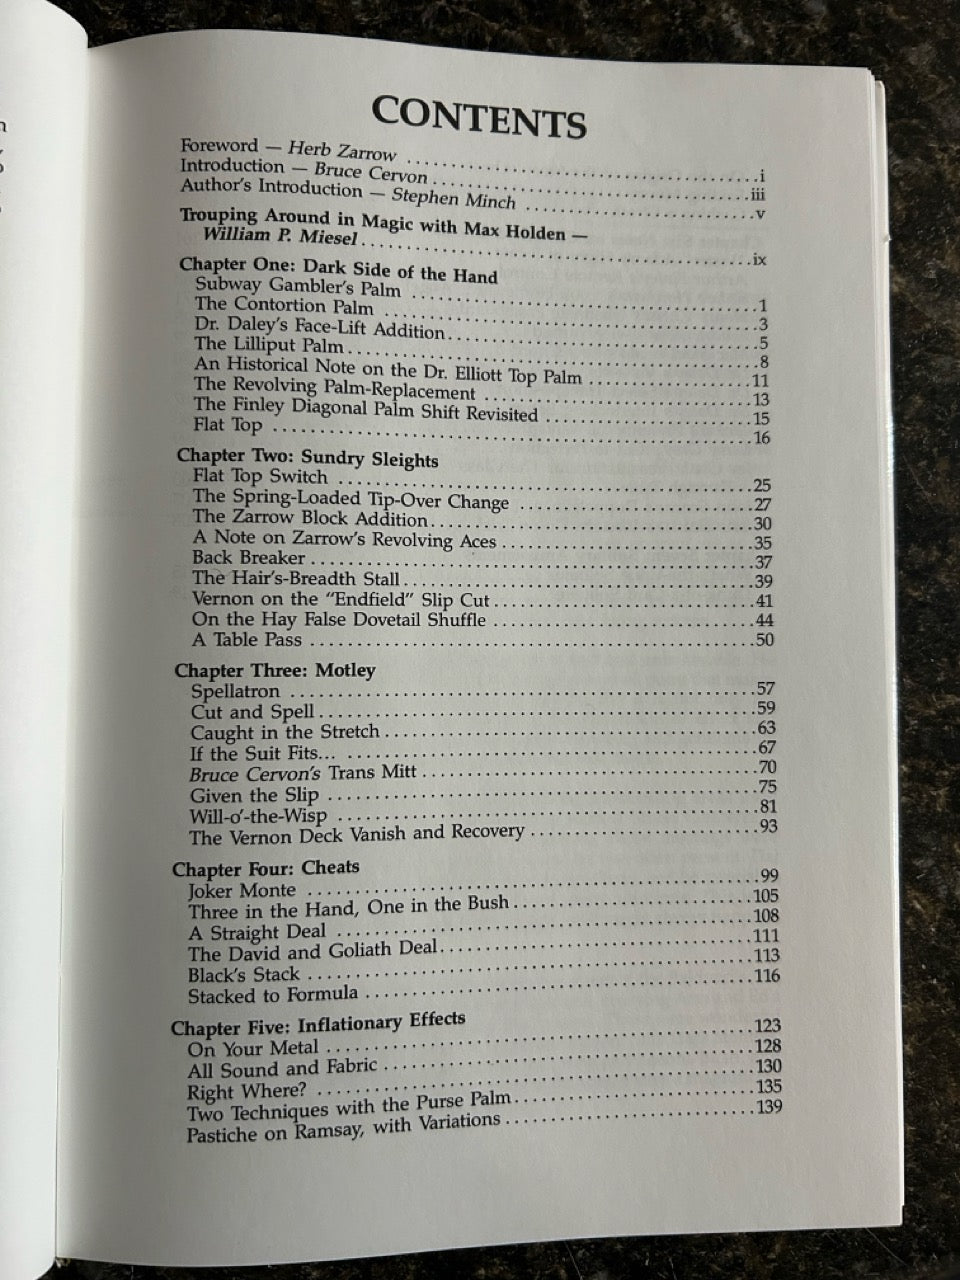 CONTENTS
Foreword — Herb Zarrow ..........i
Introduction — Bruce Cervon ..........iii
Author's Introduction — Stephen Minch ..........v
Trouping Around in Magic with Max Holden —
William P. Miesel ..........ix
Chapter One: Dark Side of the Hand
Subway Gambler's Palm ..........1
The Contortion Palm ..........3
Dr. Daley's Face-Lift Addition ..........5
The Lilliput Palm ..........8
An Historical Note on the Dr. Elliott Top Palm ..........11
The Revolving Palm-Replacement ..........13
The Finley Diagonal Palm Shift Revisited ..........15
Flat Top ..........16
Chapter Two: Sundry Sleights
Flat Top Switch ..........25
The Spring-Loaded Tip-Over Change ..........27
The Zarrow Block Addition ..........30
A Note on Zarrow's Revolving Aces ..........35
Back Breaker ..........37
The Hair's-Breadth Stall ..........39
Vernon on the "Endfield" Slip Cut ..........41
On the Hay False Dovetail Shuffle ..........44
A Table Pass ..........50
Chapter Three: Motley
Spellatron ..........57
Cut and Spell ..........59
Caught in the Stretch ..........63
If the Suit Fits... ..........67
Bruce Cervon's Trans Mitt ..........70
Given the Slip ..........75
Will-o'-the-Wisp ..........81
The Vernon Deck Vanish and Recovery ..........93
Chapter Four: Cheats
Joker Monte ..........99
Three in the Hand, One in the Bush ..........105
A Straight Deal ..........108
The David and Goliath Deal ..........111
Black's Stack ..........113
Stacked to Formula ..........116
Chapter Five: Inflationary Effects
On Your Metal ..........123
All Sound and Fabric ..........128
Right Where? ..........130
Two Techniques with the Purse Palm ..........135
Pastiche on Ramsay, with Variations ..........139